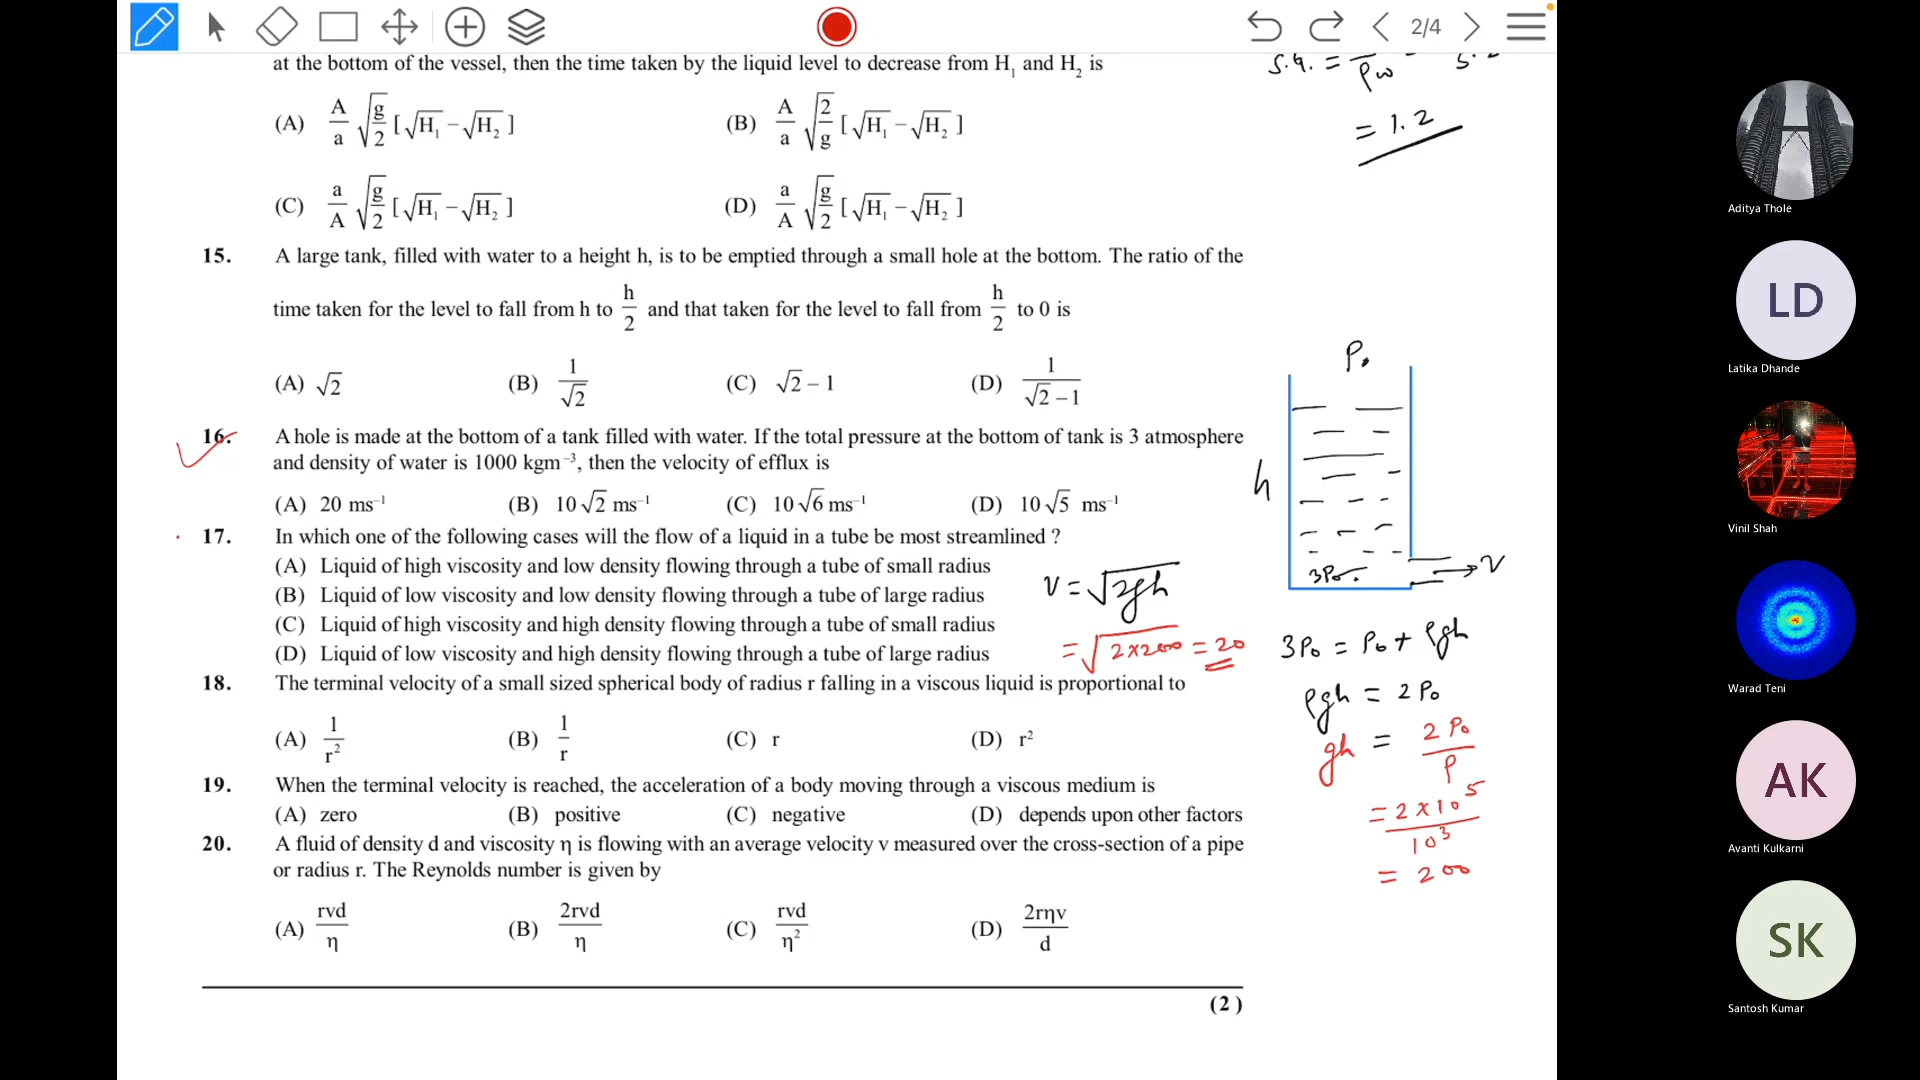 2/4
at the bottom of the vessel, then the time taken by the liquid level to decrease from H₁ and H₂ is
(A) A/a √(g/2) [√H₁ – √H₂] (B) A/a √(2/g) [√H₁ – √H₂]
(C) a/A √(g/2) [√H₁ – √H₂] (D) a/A √(g/2) [√H₁ – √H₂]
15. A large tank, filled with water to a height h, is to be emptied through a small hole at the bottom. The ratio of the
time taken for the level to fall from h to h/2 and that taken for the level to fall from h/2 to 0 is
(A) √2 (B) 1/√2 (C) √2 – 1 (D) 1/(√2 – 1)
16. A hole is made at the bottom of a tank filled with water. If the total pressure at the bottom of tank is 3 atmosphere
and density of water is 1000 kgm⁻³, then the velocity of efflux is
(A) 20 ms⁻¹ (B) 10√2 ms⁻¹ (C) 10√6 ms⁻¹ (D) 10√5 ms⁻¹
17. In which one of the following cases will the flow of a liquid in a tube be most streamlined ?
(A) Liquid of high viscosity and low density flowing through a tube of small radius
(B) Liquid of low viscosity and low density flowing through a tube of large radius
(C) Liquid of high viscosity and high density flowing through a tube of small radius
(D) Liquid of low viscosity and high density flowing through a tube of large radius
18. The terminal velocity of a small sized spherical body of radius r falling in a viscous liquid is proportional to
(A) 1/r² (B) 1/r (C) r (D) r²
19. When the terminal velocity is reached, the acceleration of a body moving through a viscous medium is
(A) zero (B) positive (C) negative (D) depends upon other factors
20. A fluid of density d and viscosity η is flowing with an average velocity v measured over the cross-section of a pipe
or radius r. The Reynolds number is given by
(A) rvd/η (B) 2rvd/η (C) rvd/η² (D) 2rηv/d
(2)
S.G. = /ρw
= 1.2
P₀
h
3P₀
v
v = √2gh
= √2×200 = 20
3P₀ = P₀ + ρgh
ρgh = 2P₀
gh = 2P₀/ρ
= 2×10⁵/10³
= 200
Aditya Thole
LD
Latika Dhande
Vinil Shah
Warad Teni
AK
Avanti Kulkarni
SK
Santosh Kumar